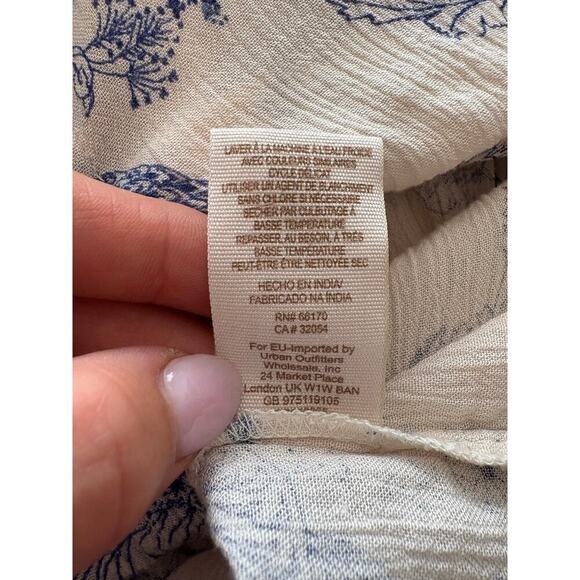 LAVER À LA MACHINE À L'EAU FROIDE
AVEC COULEURS SIMILAIRES
CYCLE DÉLICAT
UTILISER UN AGENT DE BLANCHIMENT
SANS CHLORE SI NÉCESSAIRE
SÉCHER PAR CULBUTAGE À
BASSE TEMPÉRATURE
REPASSER, AU BESOIN, À TRÈS
BASSE TEMPÉRATURE
PEUT-ÊTRE ÊTRE NETTOYÉE SEC
HECHO EN INDIA/
FABRICADO NA INDIA
RN# 66170
CA# 32054
For EU-Imported by
Urban Outfitters
Wholesale, Inc
24 Market Place
London UK W1W BAN
GB 975119105